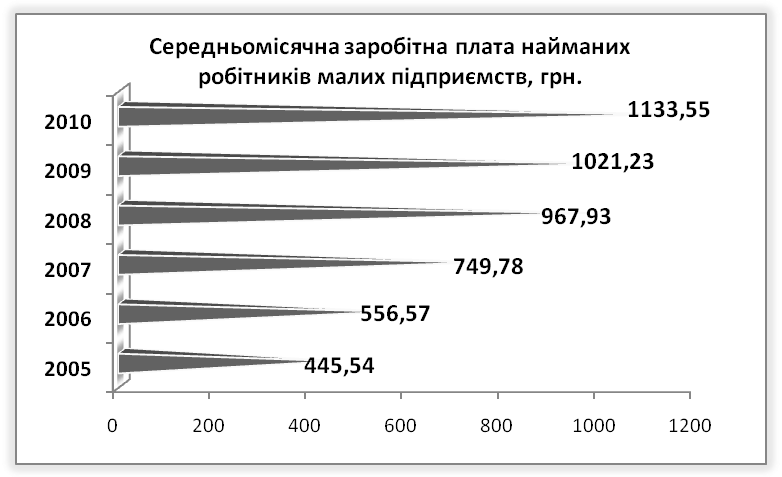 Середньомісячна заробітна плата найманих
робітників малих підприємств, грн.
2010 1133,55
2009 1021,23
2008 967,93
2007 749,78
2006 556,57
2005 445,54
0 200 400 600 800 1000 1200